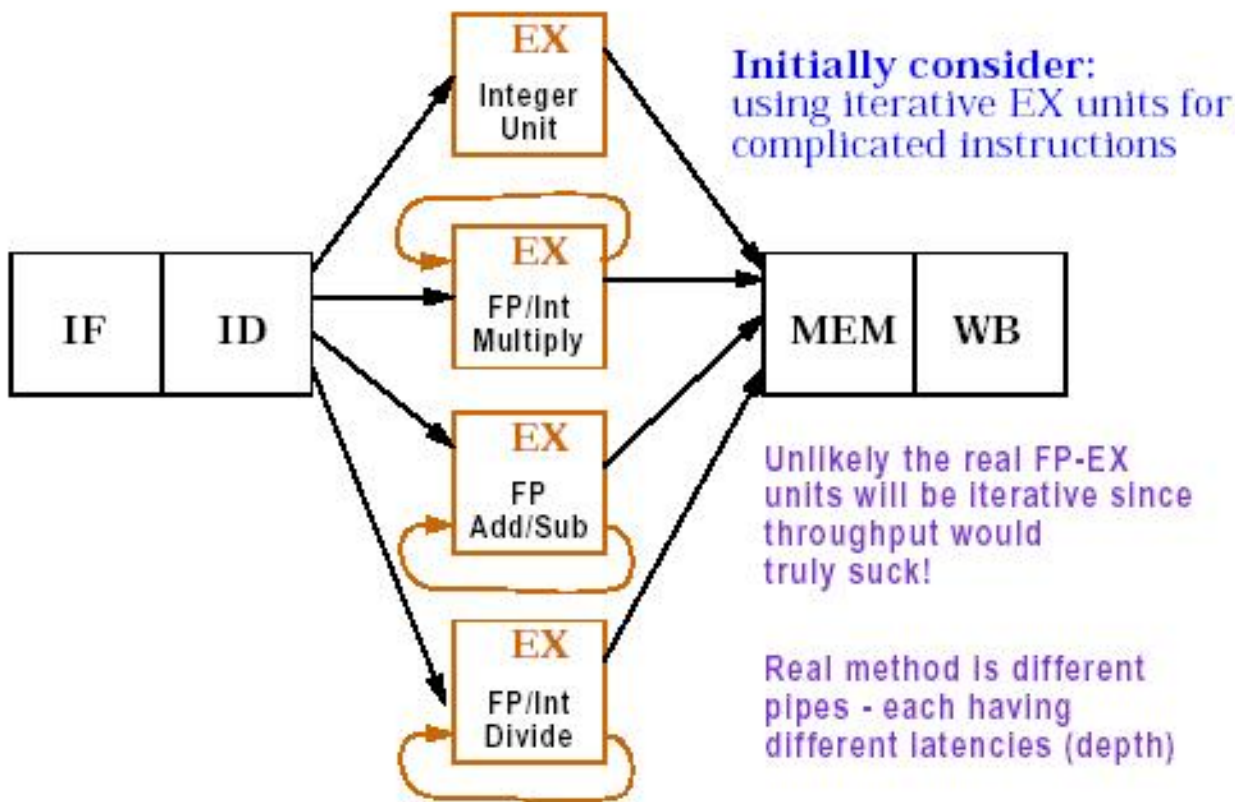 EX
Integer
Unit
Initially consider:
using iterative EX units for
complicated instructions
EX
FP/Int
Multiply
IF
ID
MEM
WB
EX
FP
Add/Sub
Unlikely the real FP-EX
units will be iterative since
throughput would
truly suck!
EX
FP/Int
Divide
Real method is different
pipes - each having
different latencies (depth)